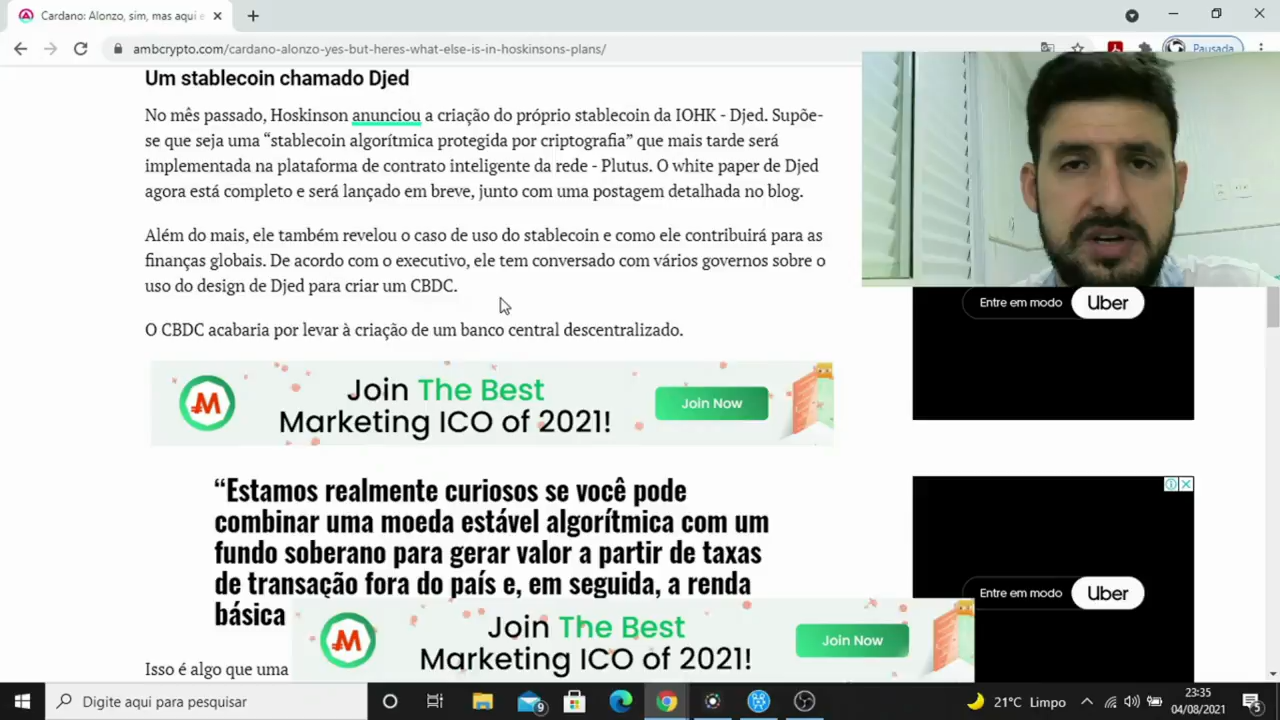 Cardano: Alonzo, sim, mas aqui e
ambcrypto.com/cardano-alonzo-yes-but-heres-what-else-is-in-hoskinsons-plans/
Pausada
Um stablecoin chamado Djed
No mês passado, Hoskinson anunciou a criação do próprio stablecoin da IOHK - Djed. Supõe-
se que seja uma “stablecoin algorítmica protegida por criptografia” que mais tarde será
implementada na plataforma de contrato inteligente da rede - Plutus. O white paper de Djed
agora está completo e será lançado em breve, junto com uma postagem detalhada no blog.
Além do mais, ele também revelou o caso de uso do stablecoin e como ele contribuirá para as
finanças globais. De acordo com o executivo, ele tem conversado com vários governos sobre o
uso do design de Djed para criar um CBDC.
O CBDC acabaria por levar à criação de um banco central descentralizado.
Join The Best
Marketing ICO of 2021!
Join Now
Entre em modo Uber
“Estamos realmente curiosos se você pode
combinar uma moeda estável algorítmica com um
fundo soberano para gerar valor a partir de taxas
de transação fora do país e, em seguida, a renda
básica
Entre em modo Uber
Join The Best
Marketing ICO of 2021!
Join Now
Isso é algo que uma
Digite aqui para pesquisar
9
21°C Limpo
23:35
04/08/2021
5